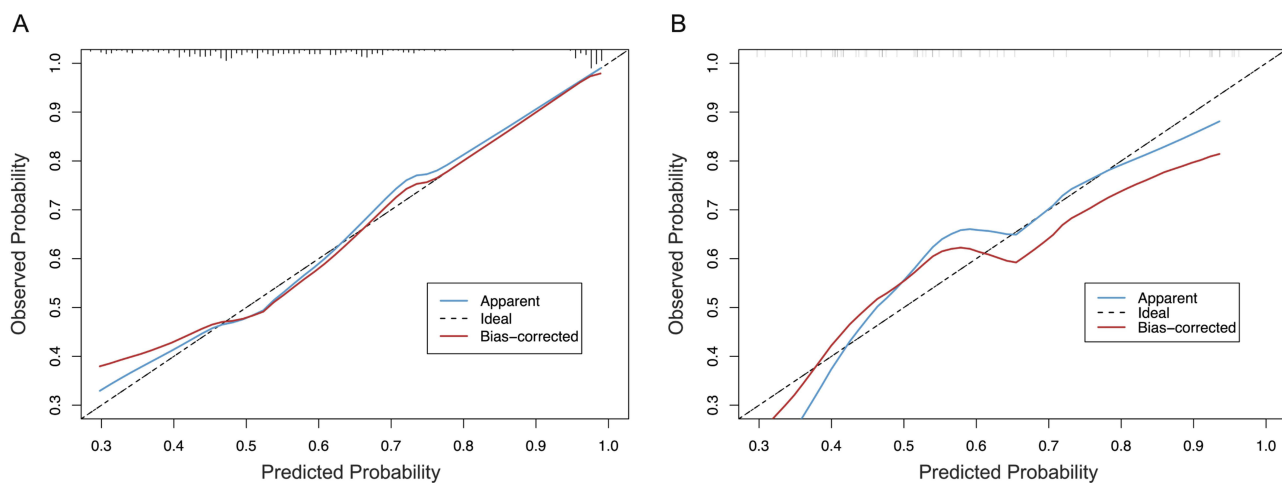 A
Observed Probability
1.0
0.9
0.8
0.7
0.6
0.5
0.4
0.3
Apparent
Ideal
Bias-corrected
0.3 0.4 0.5 0.6 0.7 0.8 0.9 1.0
Predicted Probability
B
Observed Probability
1.0
0.9
0.8
0.7
0.6
0.5
0.4
0.3
Apparent
Ideal
Bias-corrected
0.3 0.4 0.5 0.6 0.7 0.8 0.9 1.0
Predicted Probability